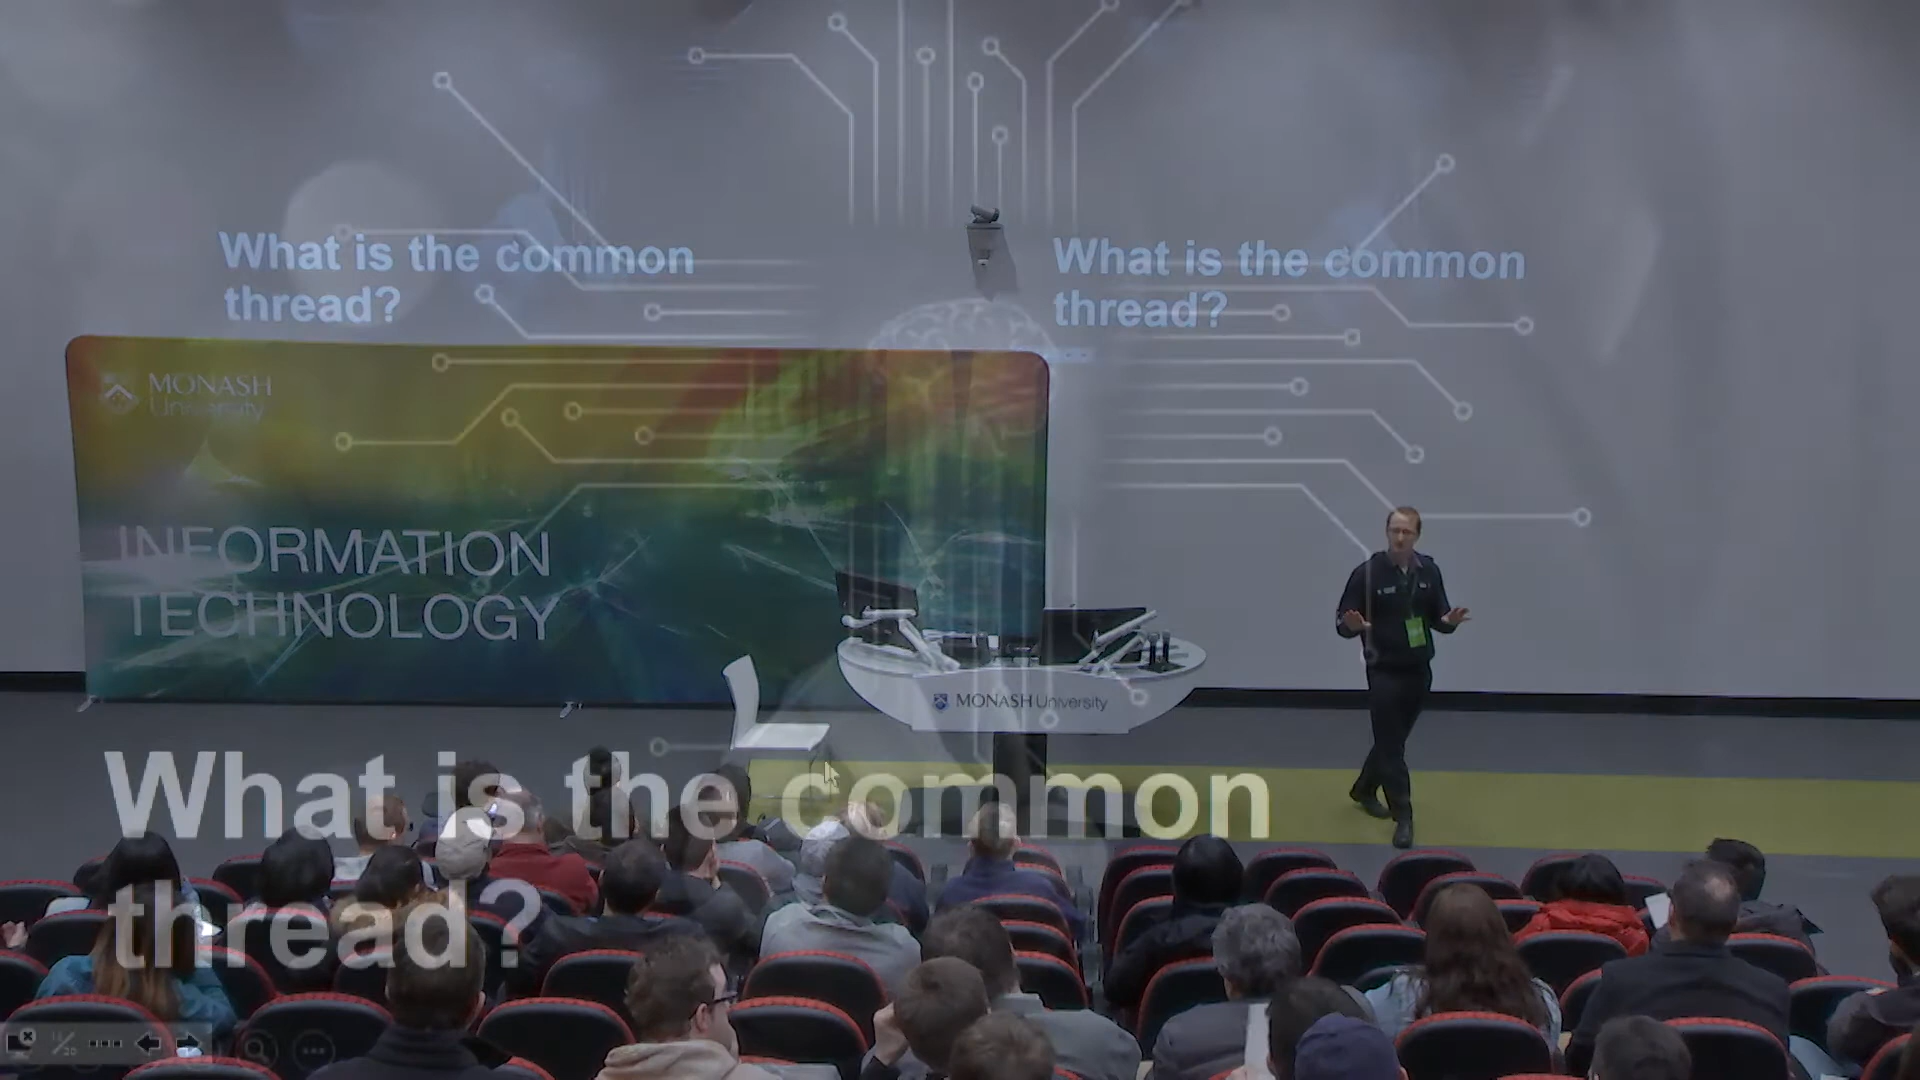 What is the common
thread?
What is the common
thread?
MONASH
University
INFORMATION
TECHNOLOGY
MONASH University
What is the common
thread?